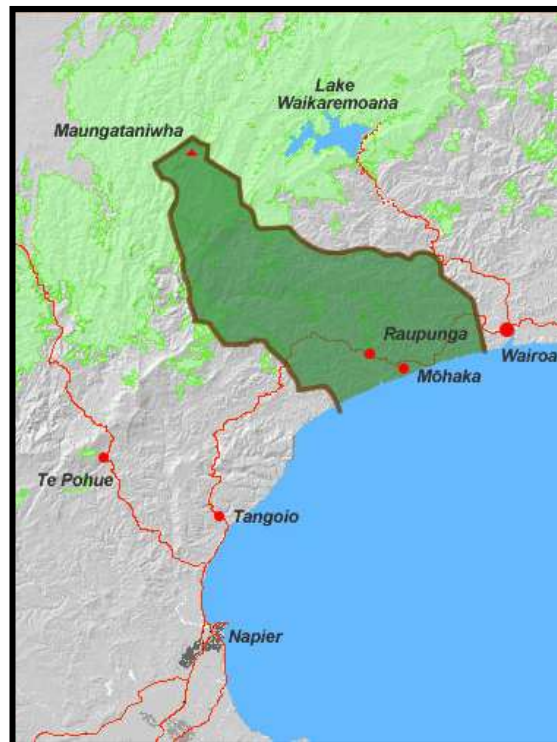 Lake
Waikaremoana
Maungataniwha
Raupunga
Wairoa
Mōhaka
Te Pohue
Tangoio
Napier